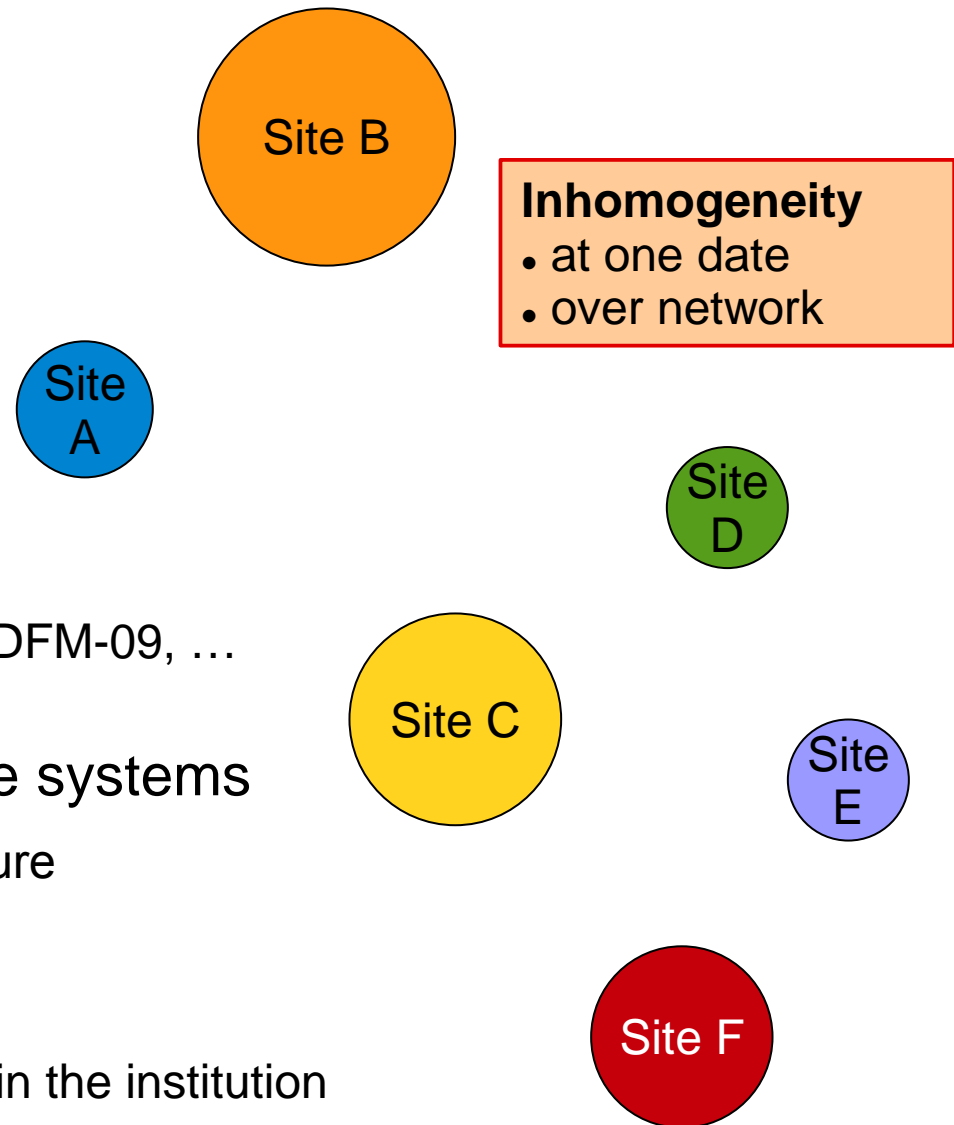 Site B
Inhomogeneity
• at one date
• over network
Site
A
Site
D
DFM-09, …
Site C
e systems
Site
E
ure
Site F
in the institution